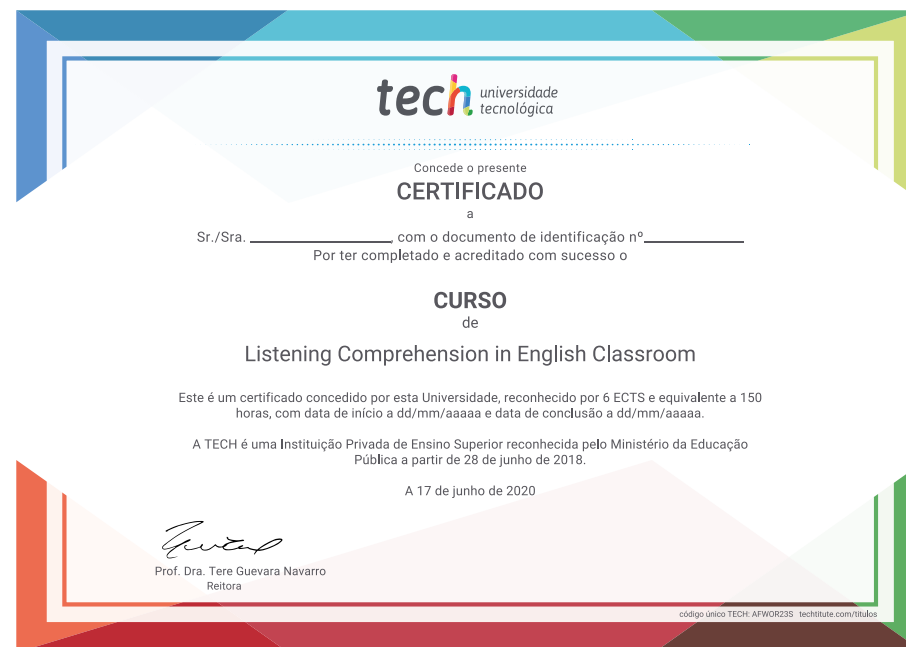 tech universidade
tecnológica
Concede o presente
CERTIFICADO
a
Sr./Sra. ____________________, com o documento de identificação nº______________
Por ter completado e acreditado com sucesso o
CURSO
de
Listening Comprehension in English Classroom
Este é um certificado concedido por esta Universidade, reconhecido por 6 ECTS e equivalente a 150
horas, com data de início a dd/mm/aaaaa e data de conclusão a dd/mm/aaaaa.
A TECH é uma Instituição Privada de Ensino Superior reconhecida pelo Ministério da Educação
Pública a partir de 28 de junho de 2018.
A 17 de junho de 2020
Prof. Dra. Tere Guevara Navarro
Reitora
código único TECH: AFWOR23S techtitute.com/titulos